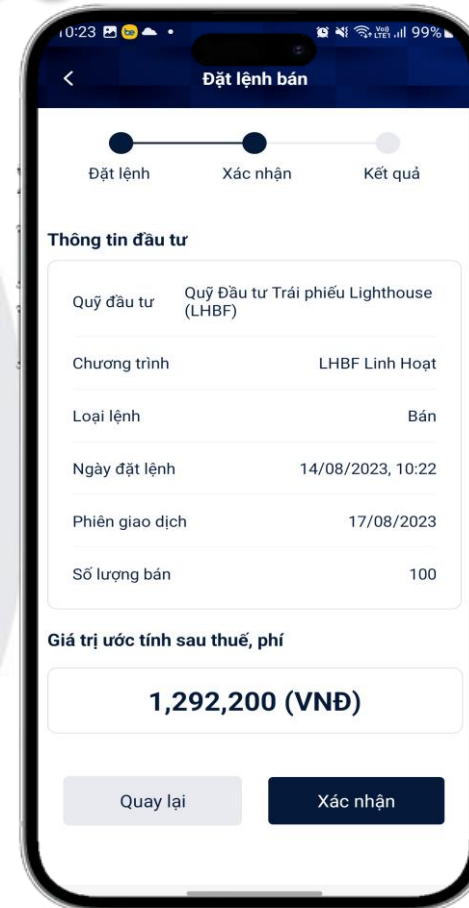 10:23 be 99%
Đặt lệnh bán
Đặt lệnh Xác nhận Kết quả
Thông tin đầu tư
Quỹ đầu tư Quỹ Đầu tư Trái phiếu Lighthouse
(LHBF)
Chương trình LHBF Linh Hoạt
Loại lệnh Bán
Ngày đặt lệnh 14/08/2023, 10:22
Phiên giao dịch 17/08/2023
Số lượng bán 100
Giá trị ước tính sau thuế, phí
1,292,200 (VNĐ)
Quay lại Xác nhận